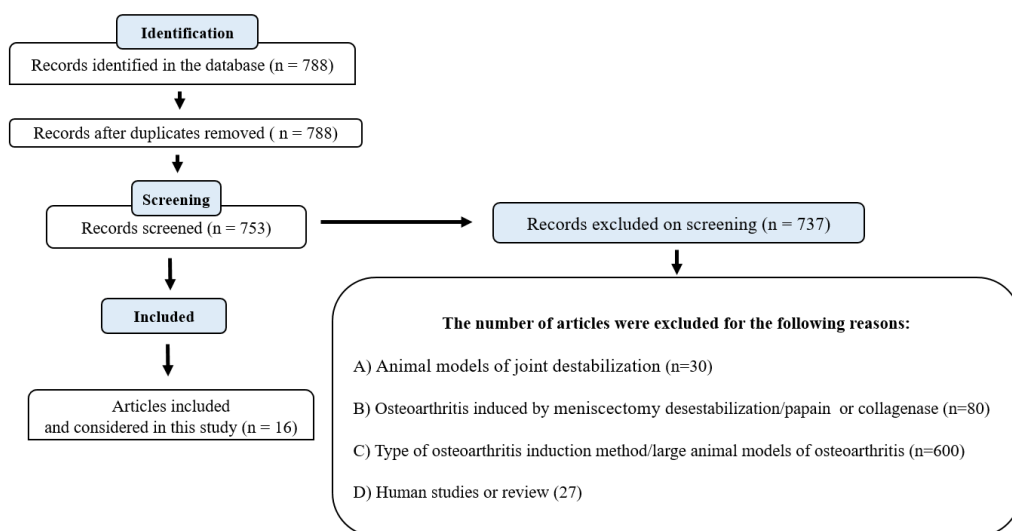 Identification
Records identified in the database (n = 788)
Records after duplicates removed ( n = 788)
Screening
Records screened (n = 753)
Records excluded on screening (n = 737)
Included
Articles included
and considered in this study (n = 16)
The number of articles were excluded for the following reasons:
A) Animal models of joint destabilization (n=30)
B) Osteoarthritis induced by meniscectomy desestabilization/papain or collagenase (n=80)
C) Type of osteoarthritis induction method/large animal models of osteoarthritis (n=600)
D) Human studies or review (27)